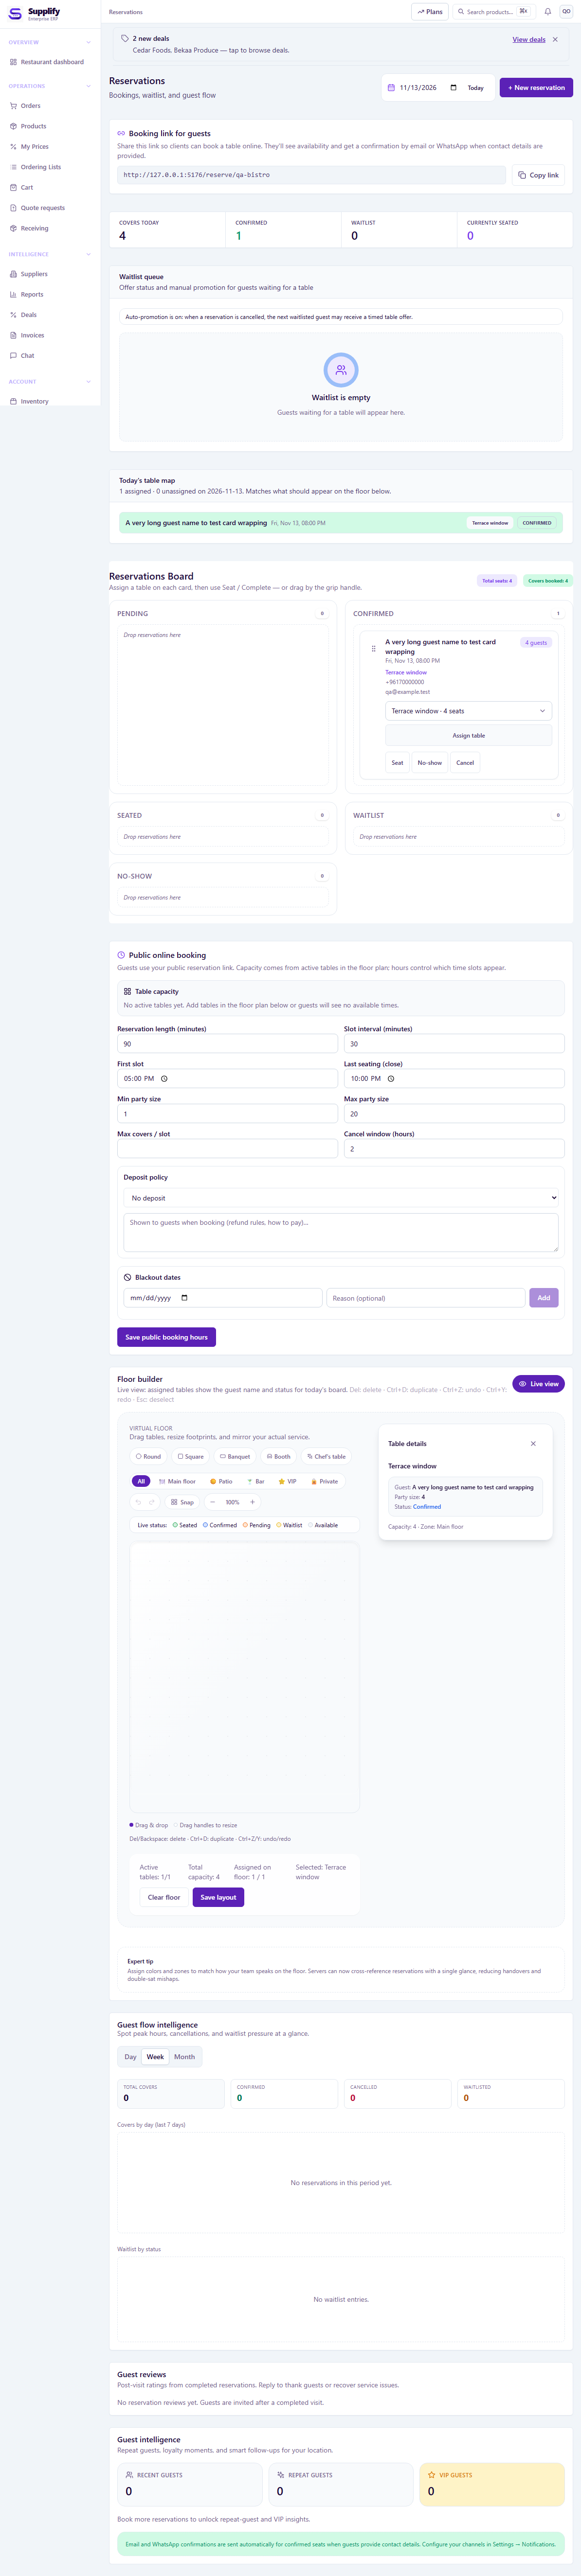 Supplify
Enterprise ERP
OVERVIEW
Restaurant dashboard
OPERATIONS
Orders
Products
My Prices
Ordering Lists
Cart
Quote requests
Receiving
INTELLIGENCE
Suppliers
Reports
Deals
Invoices
Chat
ACCOUNT
Inventory
Reservations
Plans
Search products... ⌘K
QO
2 new deals
Cedar Foods, Bekaa Produce — tap to browse deals.
View deals
Reservations
Bookings, waitlist, and guest flow
11/13/2026
Today
+ New reservation
Booking link for guests
Share this link so clients can book a table online. They'll see availability and get a confirmation by email or WhatsApp when contact details are
provided.
http://127.0.0.1:5176/reserve/qa-bistro
Copy link
COVERS TODAY
4
CONFIRMED
1
WAITLIST
0
CURRENTLY SEATED
0
Waitlist queue
Offer status and manual promotion for guests waiting for a table
Auto-promotion is on: when a reservation is cancelled, the next waitlisted guest may receive a timed table offer.
Waitlist is empty
Guests waiting for a table will appear here.
Today's table map
1 assigned · 0 unassigned on 2026-11-13. Matches what should appear on the floor below.
A very long guest name to test card wrapping Fri, Nov 13, 08:00 PM
Terrace window
CONFIRMED
Reservations Board
Assign a table on each card, then use Seat / Complete — or drag by the grip handle.
Total seats: 4
Covers booked: 4
PENDING
0
Drop reservations here
CONFIRMED
1
A very long guest name to test card
wrapping
4 guests
Fri, Nov 13, 08:00 PM
Terrace window
+96170000000
qa@example.test
Terrace window · 4 seats
Assign table
Seat
No-show
Cancel
SEATED
0
Drop reservations here
WAITLIST
0
Drop reservations here
NO-SHOW
0
Drop reservations here
Public online booking
Guests use your public reservation link. Capacity comes from active tables in the floor plan; hours control which time slots appear.
Table capacity
No active tables yet. Add tables in the floor plan below or guests will see no available times.
Reservation length (minutes)
90
Slot interval (minutes)
30
First slot
05:00 PM
Last seating (close)
10:00 PM
Min party size
1
Max party size
20
Max covers / slot
Cancel window (hours)
2
Deposit policy
No deposit
Shown to guests when booking (refund rules, how to pay)...
Blackout dates
mm/dd/yyyy
Reason (optional)
Add
Save public booking hours
Floor builder
Live view: assigned tables show the guest name and status for today's board. Del: delete · Ctrl+D: duplicate · Ctrl+Z: undo · Ctrl+Y:
redo · Esc: deselect
Live view
VIRTUAL FLOOR
Drag tables, resize footprints, and mirror your actual service.
Round
Square
Banquet
Booth
Chef's table
All
Main floor
Patio
Bar
VIP
Private
Snap
− 100% +
Live status: Seated Confirmed Pending Waitlist Available
Table details
Terrace window
Guest: A very long guest name to test card wrapping
Party size: 4
Status: Confirmed
Capacity: 4 · Zone: Main floor
Drag & drop
Drag handles to resize
Del/Backspace: delete · Ctrl+D: duplicate · Ctrl+Z/Y: undo/redo
Active
tables: 1/1
Total
capacity: 4
Assigned on
floor: 1 / 1
Selected: Terrace
window
Clear floor
Save layout
Expert tip
Assign colors and zones to match how your team speaks on the floor. Servers can now cross-reference reservations with a single glance, reducing handovers and
double-sat mishaps.
Guest flow intelligence
Spot peak hours, cancellations, and waitlist pressure at a glance.
Day
Week
Month
TOTAL COVERS
0
CONFIRMED
0
CANCELLED
0
WAITLISTED
0
Covers by day (last 7 days)
No reservations in this period yet.
Waitlist by status
No waitlist entries.
Guest reviews
Post-visit ratings from completed reservations. Reply to thank guests or recover service issues.
No reservation reviews yet. Guests are invited after a completed visit.
Guest intelligence
Repeat guests, loyalty moments, and smart follow-ups for your location.
RECENT GUESTS
0
REPEAT GUESTS
0
VIP GUESTS
0
Book more reservations to unlock repeat-guest and VIP insights.
Email and WhatsApp confirmations are sent automatically for confirmed seats when guests provide contact details. Configure your channels in Settings → Notifications.